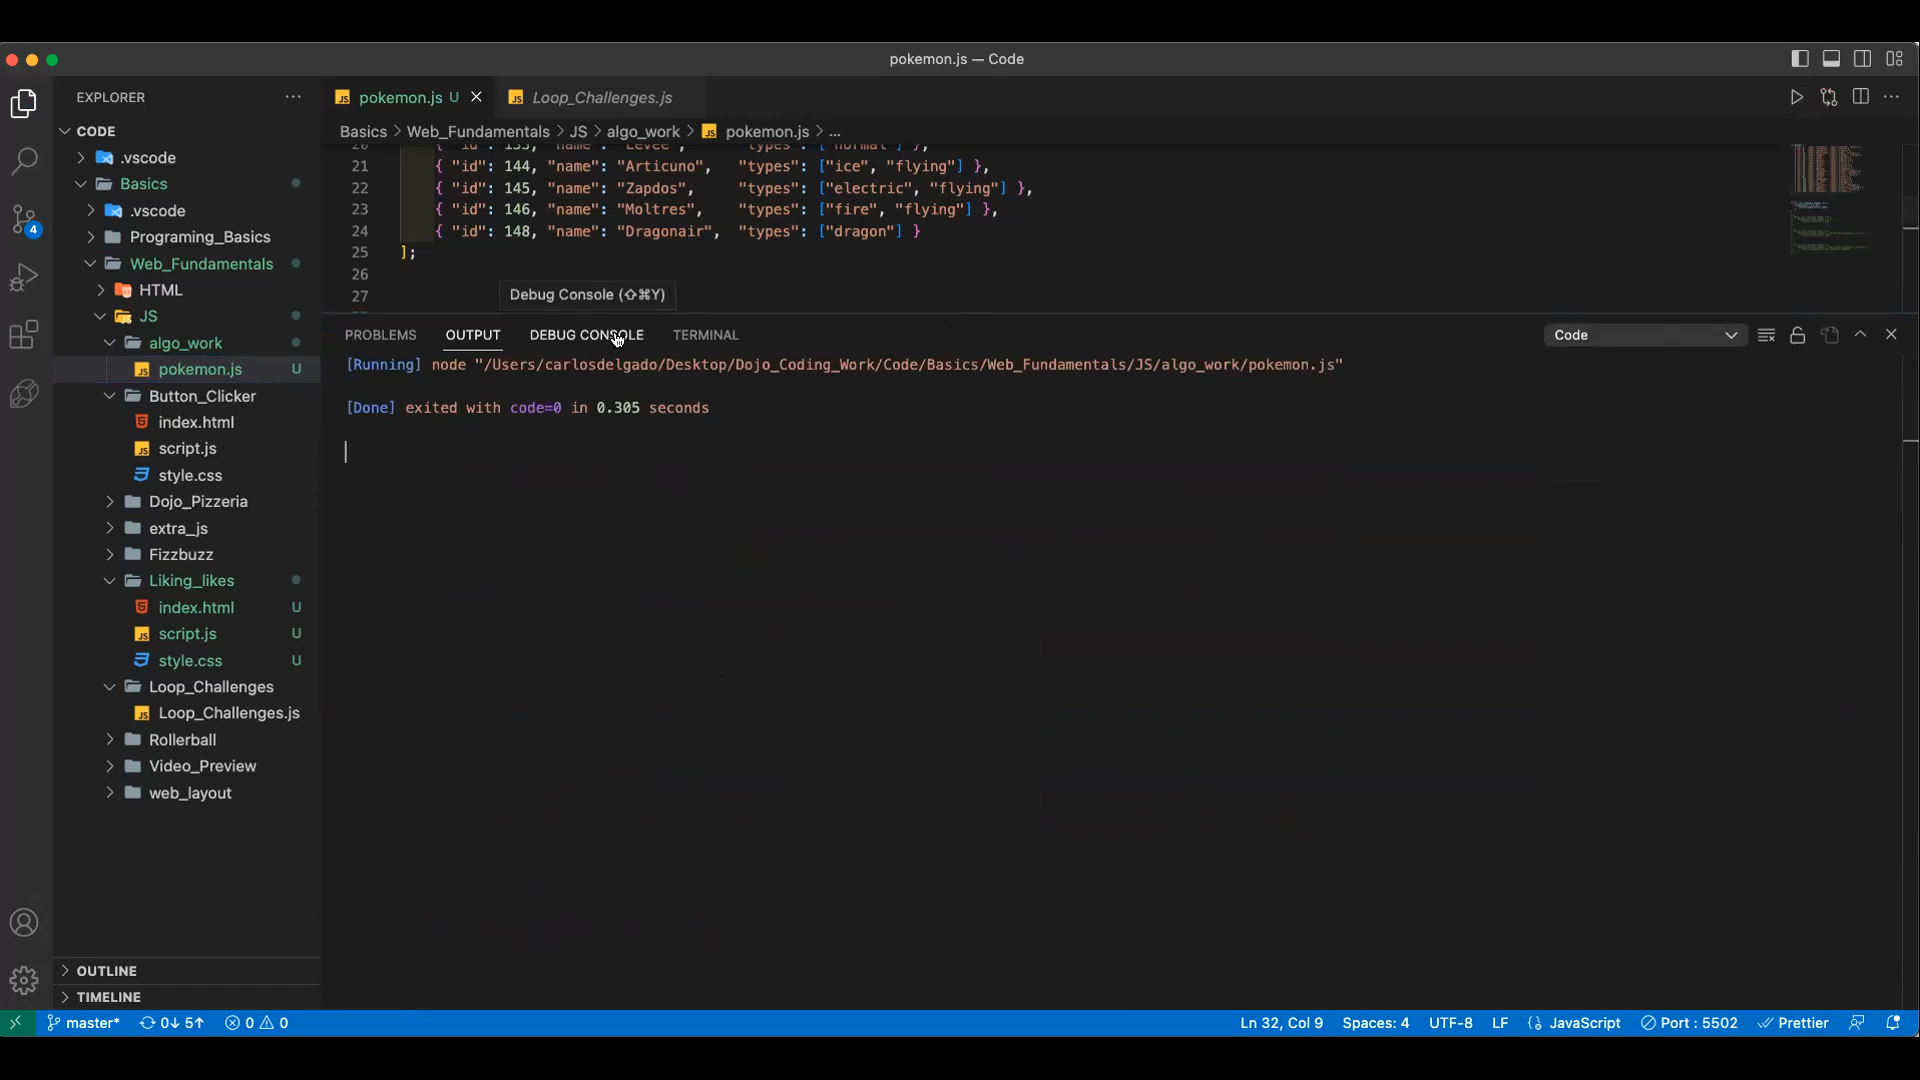 pokemon.js — Code
EXPLORER
pokemon.js U
Loop_Challenges.js
CODE
Basics > Web_Fundamentals > JS > algo_work > pokemon.js > ...
.vscode
Basics
.vscode
Programing_Basics
Web_Fundamentals
HTML
JS
algo_work
pokemon.js U
Button_Clicker
index.html
script.js
style.css
Dojo_Pizzeria
extra_js
Fizzbuzz
Liking_likes
index.html U
script.js U
style.css U
Loop_Challenges
Loop_Challenges.js
Rollerball
Video_Preview
web_layout
OUTLINE
TIMELINE
4
21 { "id": 144, "name": "Articuno", "types": ["ice", "flying"] },
22 { "id": 145, "name": "Zapdos", "types": ["electric", "flying"] },
23 { "id": 146, "name": "Moltres", "types": ["fire", "flying"] },
24 { "id": 148, "name": "Dragonair", "types": ["dragon"] }
25 ];
26
27
Debug Console (⇧⌘Y)
PROBLEMS OUTPUT DEBUG CONSOLE TERMINAL
Code
[Running] node "/Users/carlosdelgado/Desktop/Dojo_Coding_Work/Code/Basics/Web_Fundamentals/JS/algo_work/pokemon.js"
[Done] exited with code=0 in 0.305 seconds
master* 0↓ 5↑ 0 0
Ln 32, Col 9 Spaces: 4 UTF-8 LF {} JavaScript Port : 5502 Prettier